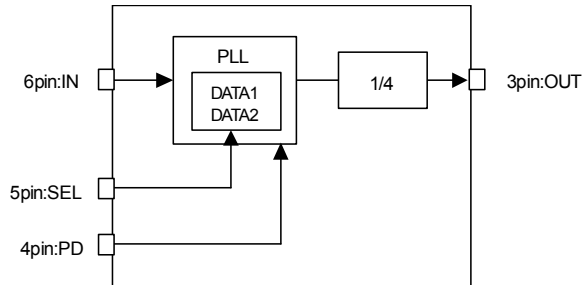 PLL
6pin:IN
DATA1
DATA2
1/4
3pin:OUT
5pin:SEL
4pin:PD